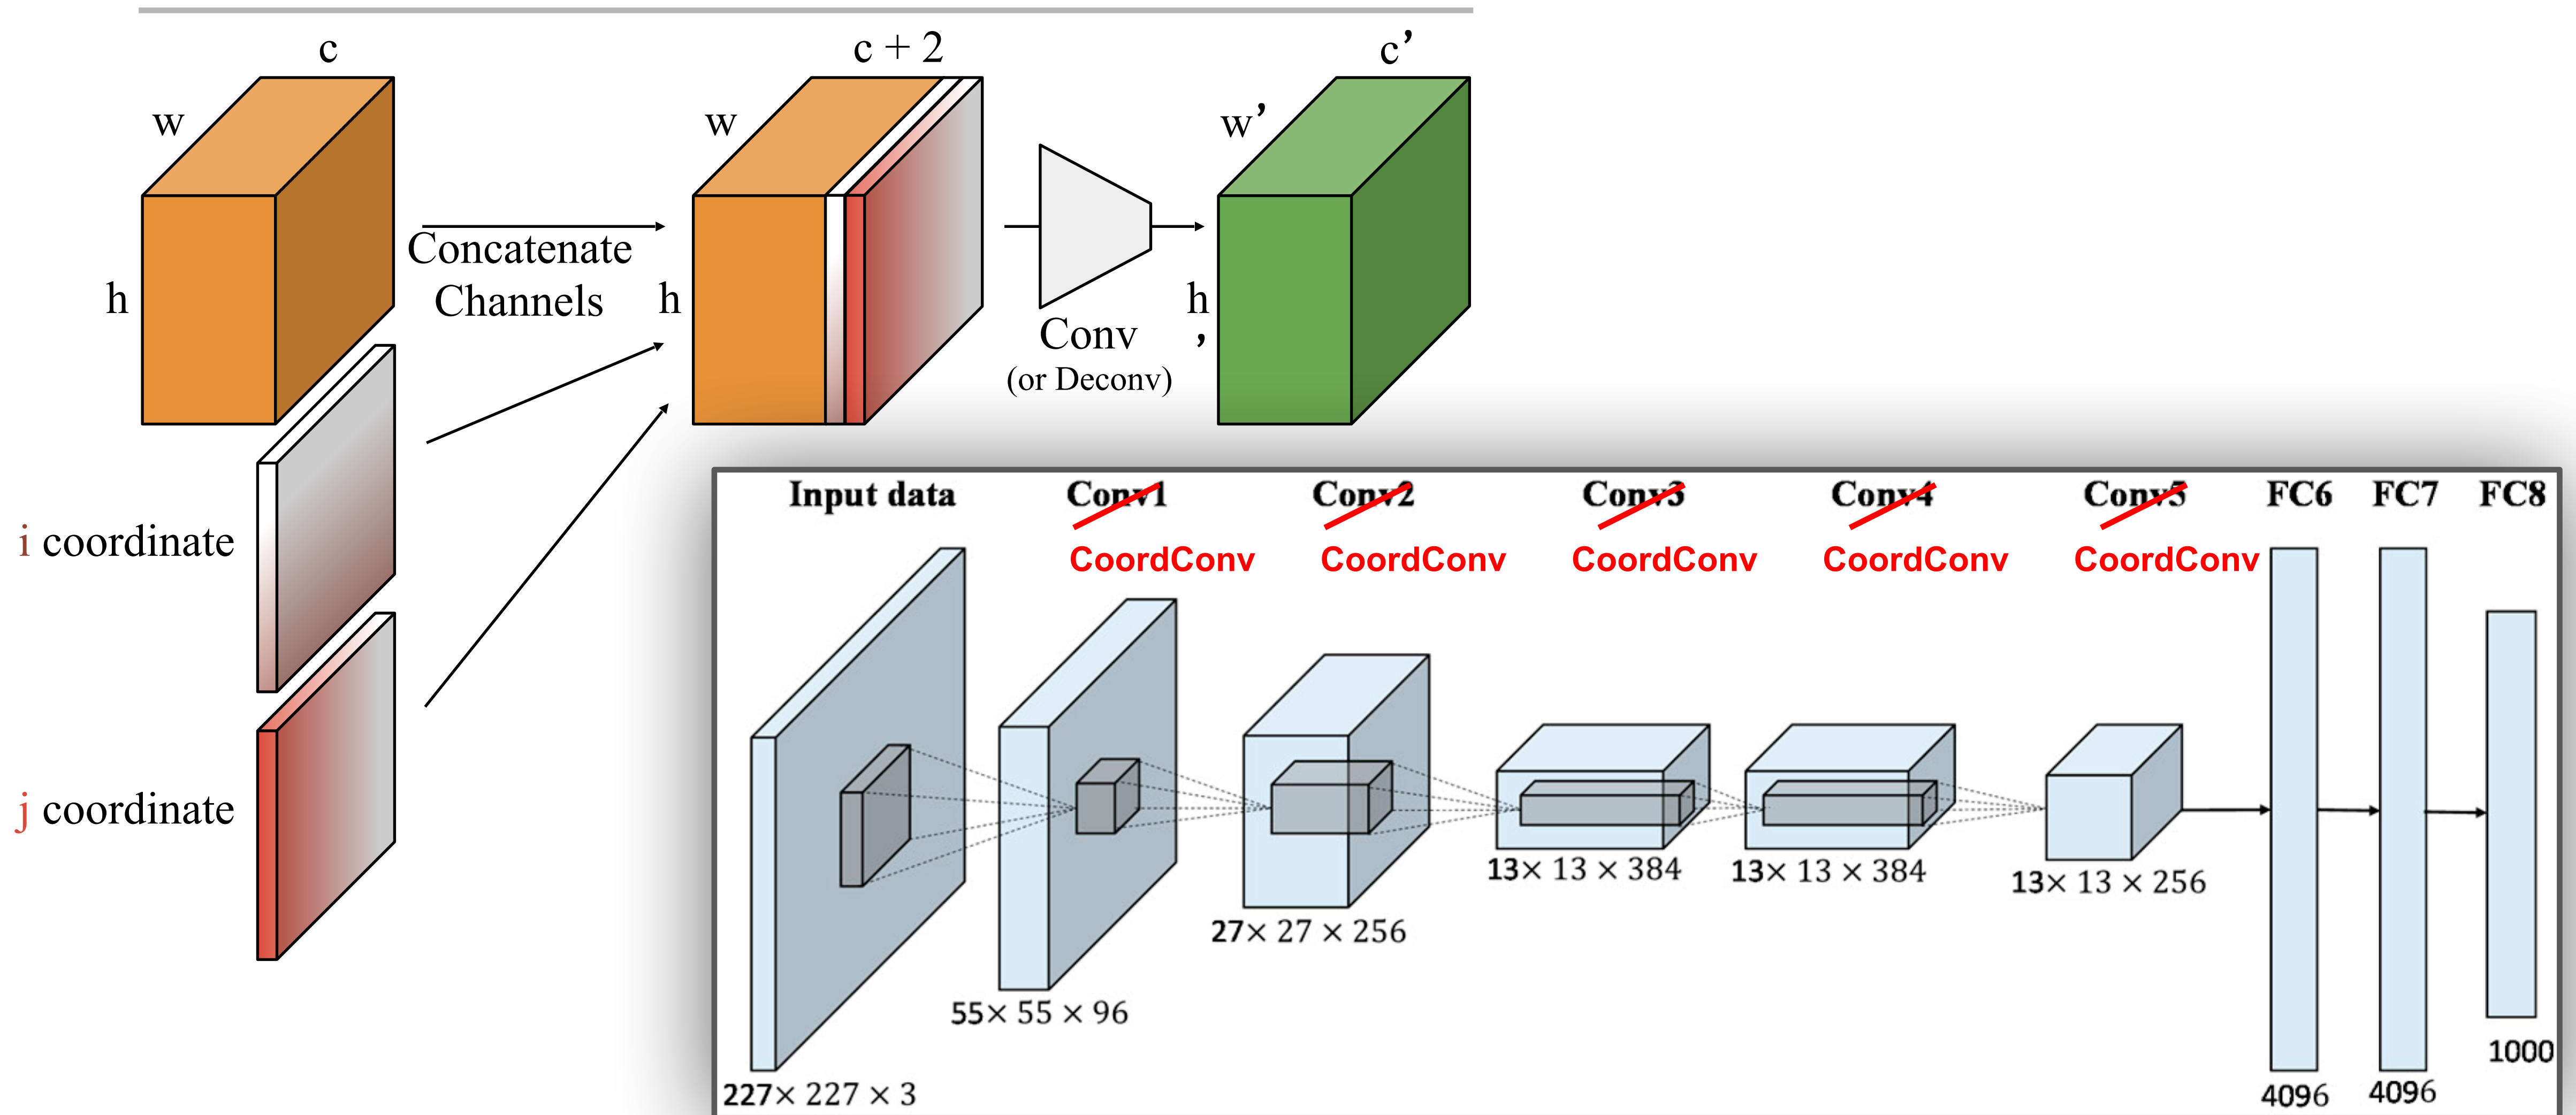 c
w
h
Concatenate
Channels
i coordinate
j coordinate
c + 2
w
h
Conv
(or Deconv)
c’
w’
h
’
Input data
Conv1
Conv2
Conv3
Conv4
Conv5
FC6
FC7
FC8
CoordConv
CoordConv
CoordConv
CoordConv
CoordConv
227× 227 × 3
55× 55 × 96
27× 27 × 256
13× 13 × 384
13× 13 × 384
13× 13 × 256
4096
4096
1000